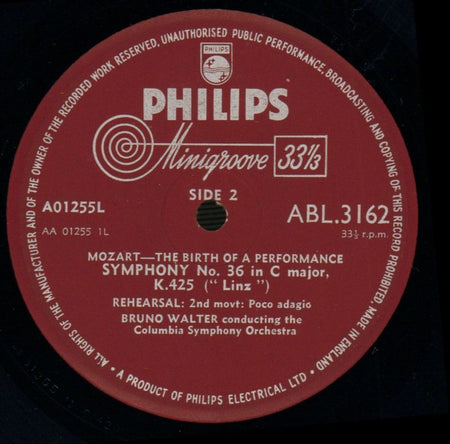 ALL RIGHTS OF THE MANUFACTURER AND OF THE OWNER OF THE RECORDED WORK RESERVED. UNAUTHORISED PUBLIC PERFORMANCE, BROADCASTING AND COPYING OF THIS RECORD PROHIBITED. MADE IN ENGLAND
PHILIPS
PHILIPS
Minigroove 33⅓
SIDE 2
A01255L
ABL.3162
AA 01255 1L
33⅓ r.p.m.
MOZART—THE BIRTH OF A PERFORMANCE
SYMPHONY No. 36 in C major,
K.425 (“ Linz ”)
REHEARSAL: 2nd movt: Poco adagio
BRUNO WALTER conducting the
Columbia Symphony Orchestra
• A PRODUCT OF PHILIPS ELECTRICAL LTD •